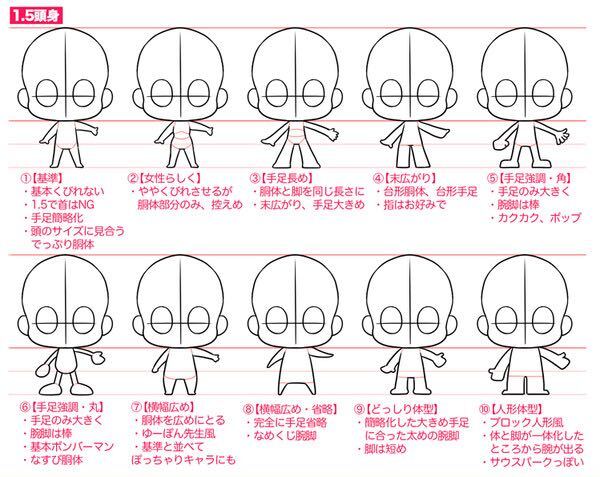 1.5頭身
①【基準】
・基本くびれない
・1.5で首はNG
・手足簡略化
・頭のサイズに見合う
でっぷり胴体
②【女性らしく】
・ややくびれさせるが
胴体部分のみ、控えめ
③【手足長め】
・胴体と脚を同じ長さに
・末広がり、手足大きめ
④【末広がり】
・台形胴体、台形手足
・指はお好みで
⑤【手足強調・角】
・手足のみ大きく
・腕脚は棒
・カクカク、ポップ
⑥【手足強調・丸】
・手足のみ大きく
・腕脚は棒
・基本ボンバーマン
・なすび胴体
⑦【横幅広め】
・胴体を広めにとる
・ゆーぽん先生風
・基準と並べて
ぽっちゃりキャラにも
⑧【横幅広め・省略】
・完全に手足省略
・なめくじ腕脚
⑨【どっしり体型】
・簡略化した大きめ手足
に合った太めの腕脚
・脚は短め
⑩【人形体型】
・ブロック人形風
・体と脚が一体化した
ところから腕が出る
・サウスパークっぽい